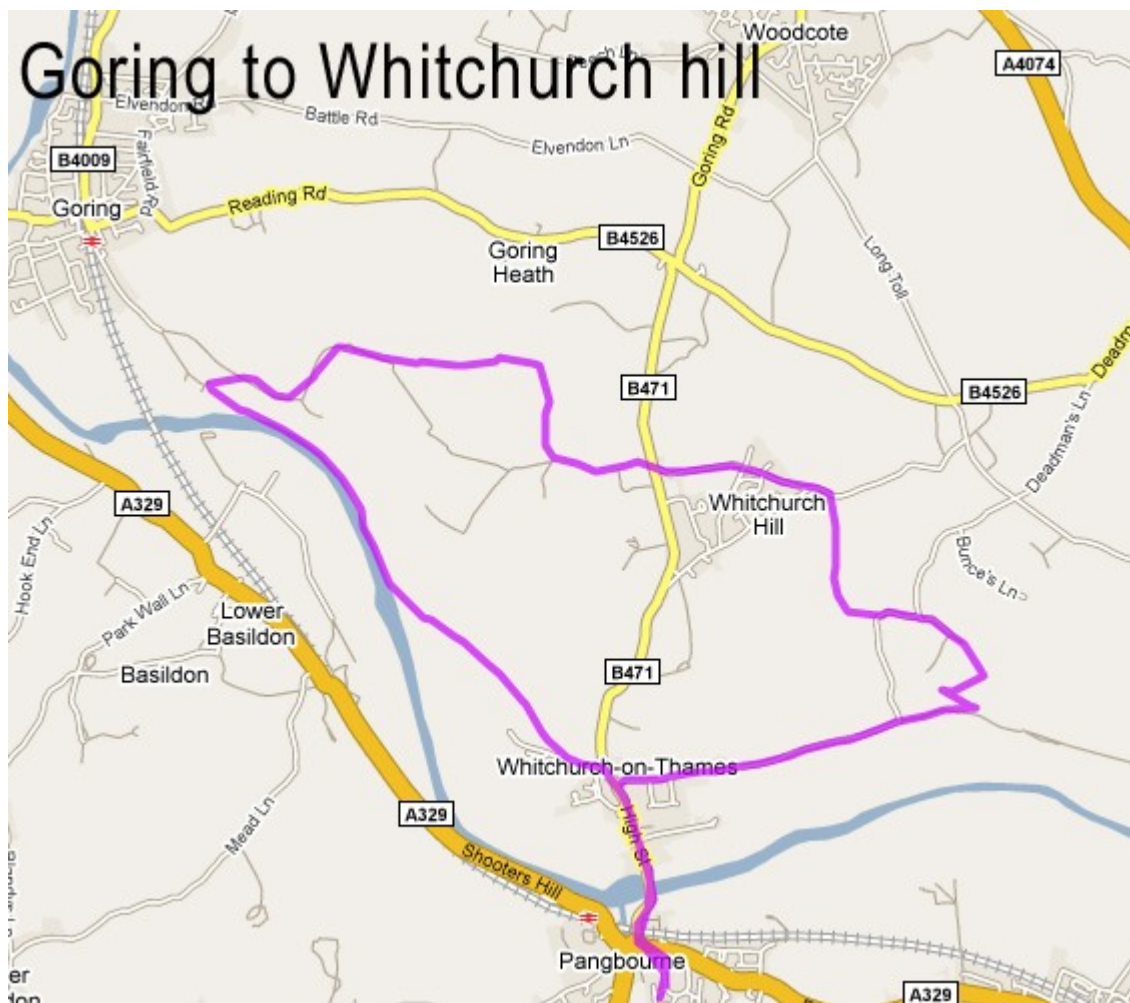 Goring to Whitchurch hill
Woodcote
A4074
Elvendon Rd
Battle Rd
Elvendon Ln
Goring Rd
B4009
Fairfield Rd
Goring
Reading Rd
B4526
Goring
Heath
Long Toll
B471
B4526
Deadman's Ln
A329
Hook End Ln
Whitchurch
Hill
Bunce's Ln
Park Wall Ln
Lower
Basildon
Basildon
B471
Whitchurch-on-Thames
A329
Mead Ln
High St
Shooters Hill
Pangbourne
A329